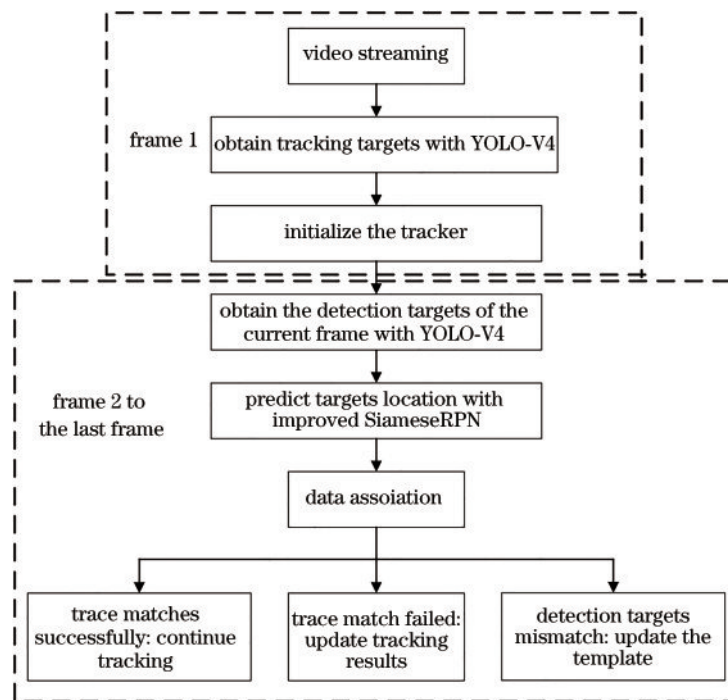 video streaming
frame 1
obtain tracking targets with YOLO-V4
initialize the tracker
obtain the detection targets of the
current frame with YOLO-V4
frame 2 to
the last frame
predict targets location with
improved SiameseRPN
data assoiation
trace matches
successfully: continue
tracking
trace match failed:
update tracking
results
detection targets
mismatch: update the
template